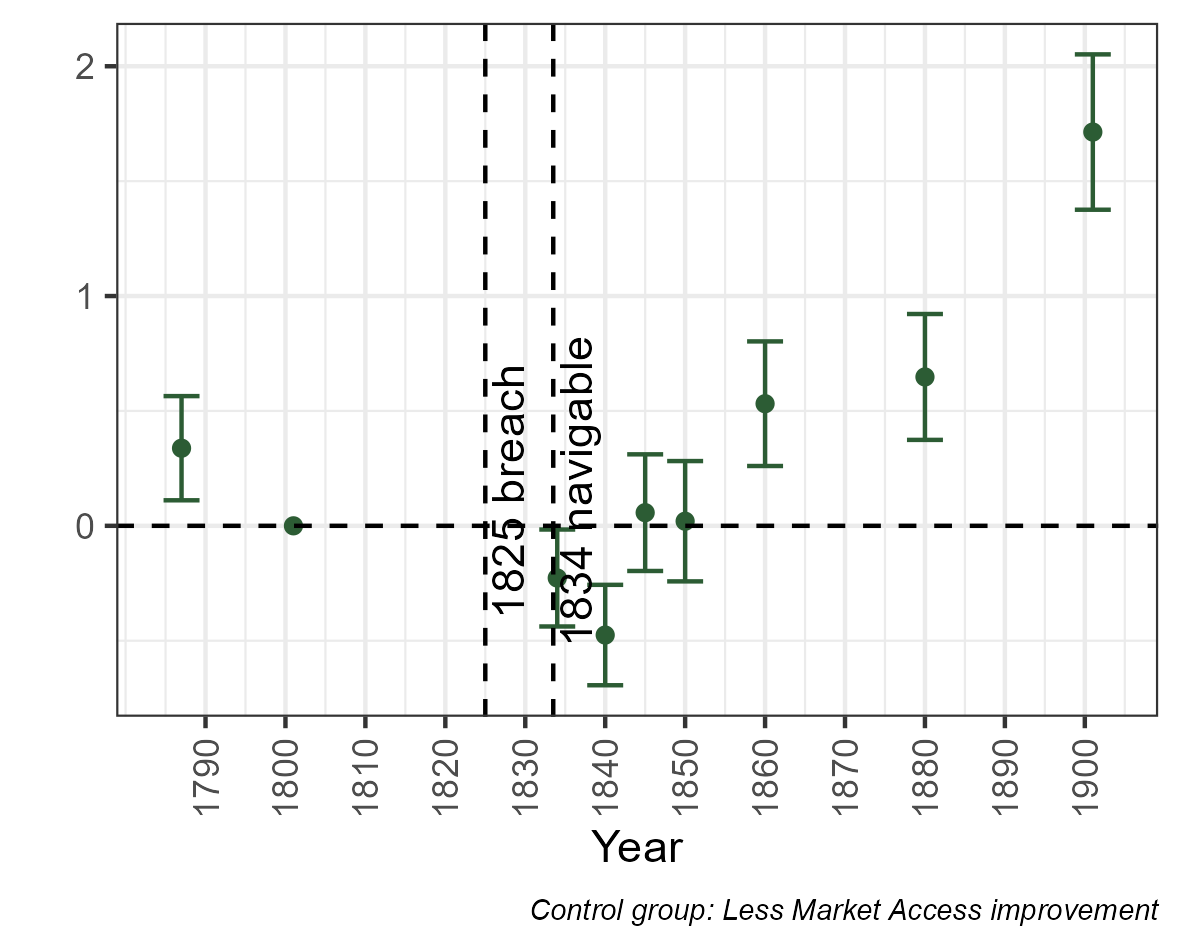 2
1
0
1825 breach
1834 navigable
1790 1800 1810 1820 1830 1840 1850 1860 1870 1880 1890 1900
Year
Control group: Less Market Access improvement